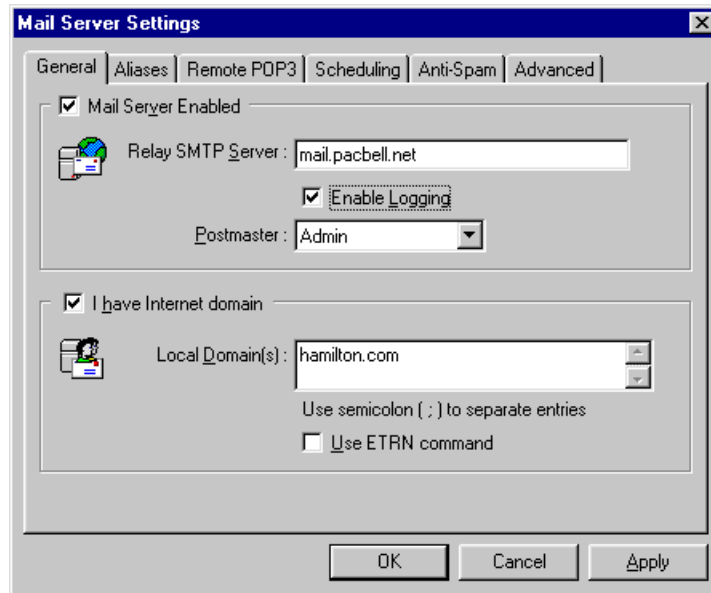 Mail Server Settings
General Aliases Remote POP3 Scheduling Anti-Spam Advanced
Mail Server Enabled
Relay SMTP Server : mail.pacbell.net
Enable Logging
Postmaster : Admin
I have Internet domain
Local Domain(s) : hamilton.com
Use semicolon ( ; ) to separate entries
Use ETRN command
OK Cancel Apply